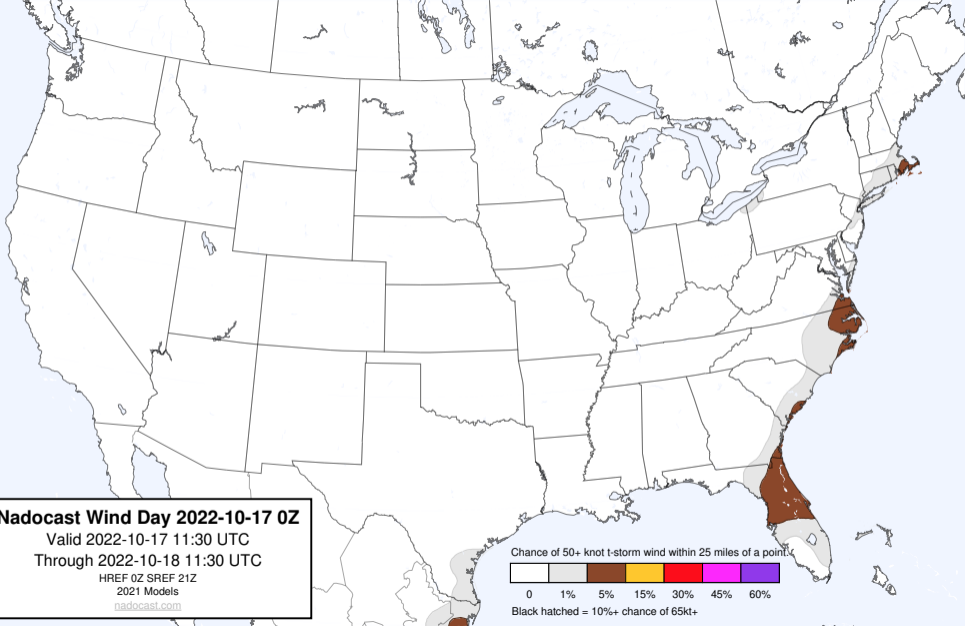 Nadocast Wind Day 2022-10-17 0Z
Valid 2022-10-17 11:30 UTC
Through 2022-10-18 11:30 UTC
HREF 0Z SREF 21Z
2021 Models
nadocast.com
Chance of 50+ knot t-storm wind within 25 miles of a point.
0 1% 5% 15% 30% 45% 60%
Black hatched = 10%+ chance of 65kt+